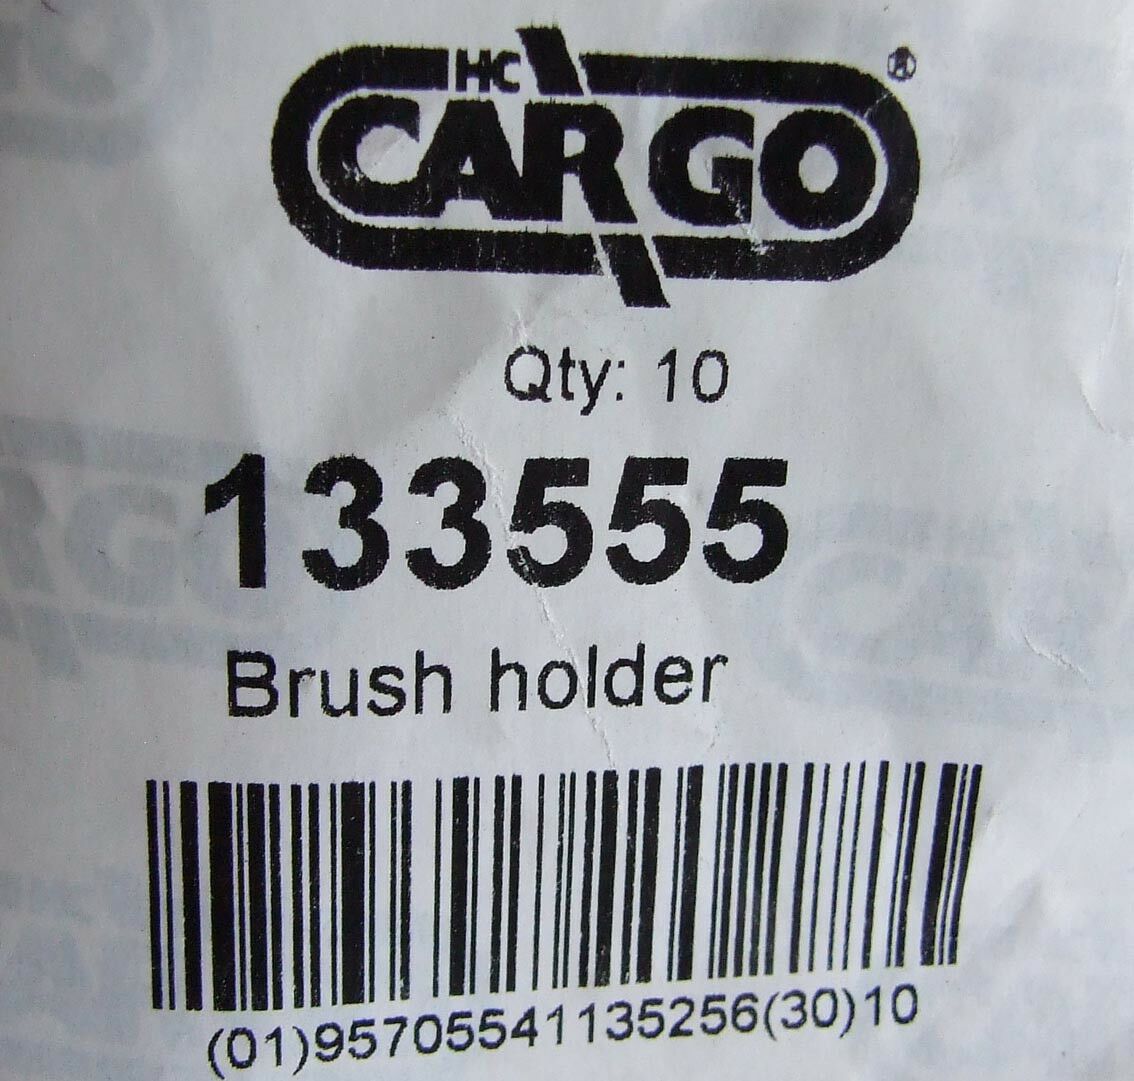 HC
CARGO®
Qty: 10
133555
Brush holder
(01)95705541135256(30)10